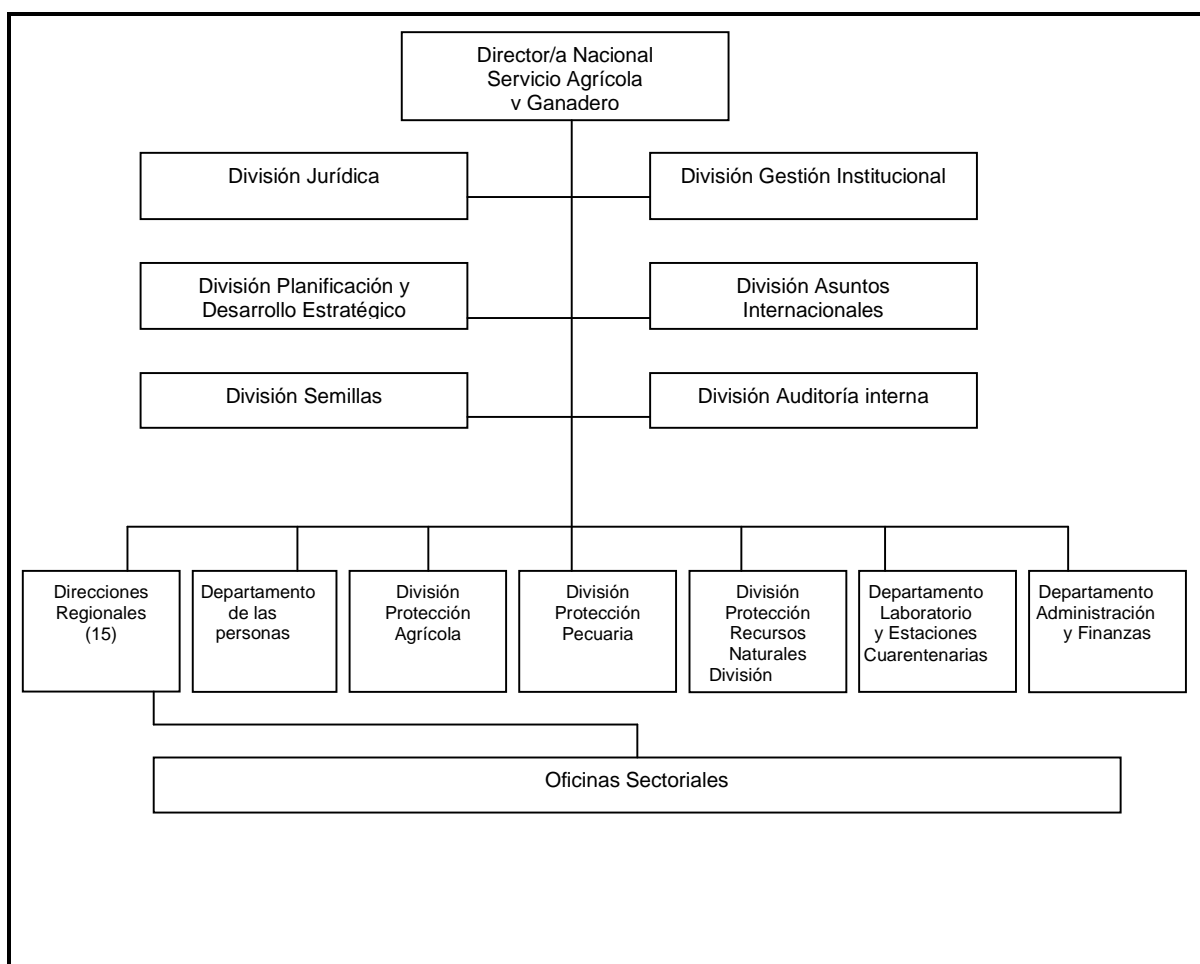 Director/a Nacional
Servicio Agrícola
v Ganadero
División Jurídica
División Gestión Institucional
División Planificación y
Desarrollo Estratégico
División Asuntos
Internacionales
División Semillas
División Auditoría interna
Direcciones
Regionales
(15)
Departamento
de las
personas
División
Protección
Agrícola
División
Protección
Pecuaria
División
Protección
Recursos
Naturales
División
Departamento
Laboratorio
y Estaciones
Cuarentenarias
Departamento
Administración
y Finanzas
Oficinas Sectoriales